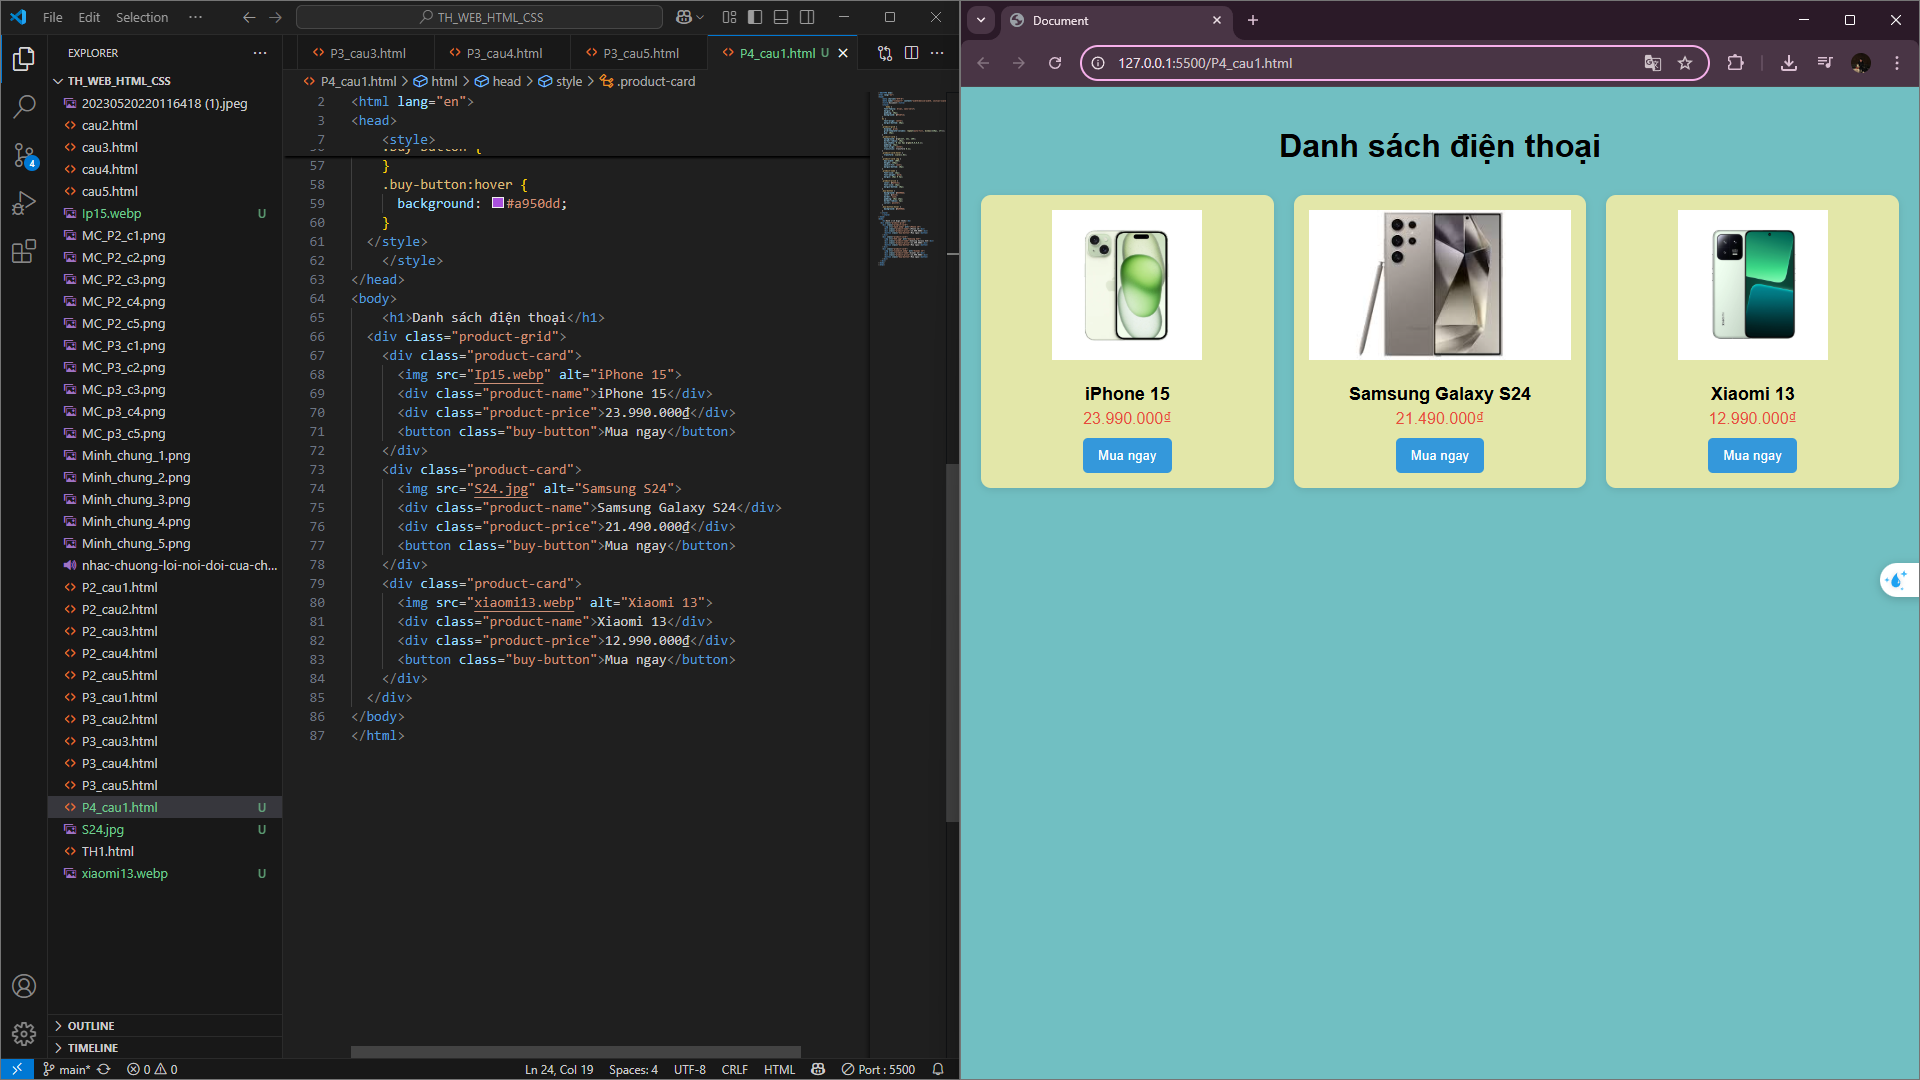 File Edit Selection ··· TH_WEB_HTML_CSS
EXPLORER ···
TH_WEB_HTML_CSS
20230520220116418 (1).jpeg
cau2.html
cau3.html
cau4.html
cau5.html
Ip15.webp U
MC_P2_c1.png
MC_P2_c2.png
MC_P2_c3.png
MC_P2_c4.png
MC_P2_c5.png
MC_P3_c1.png
MC_P3_c2.png
MC_p3_c3.png
MC_p3_c4.png
MC_p3_c5.png
Minh_chung_1.png
Minh_chung_2.png
Minh_chung_3.png
Minh_chung_4.png
Minh_chung_5.png
nhac-chuong-loi-noi-doi-cua-ch...
P2_cau1.html
P2_cau2.html
P2_cau3.html
P2_cau4.html
P2_cau5.html
P3_cau1.html
P3_cau2.html
P3_cau3.html
P3_cau4.html
P3_cau5.html
P4_cau1.html U
S24.jpg U
TH1.html
xiaomi13.webp U
OUTLINE
TIMELINE
4
P3_cau3.html P3_cau4.html P3_cau5.html P4_cau1.html U
P4_cau1.html > html > head > style > .product-card
2 <html lang="en">
3 <head>
7 <style>
56 .buy-button {
57 }
58 .buy-button:hover {
59 background: #a950dd;
60 }
61 </style>
62 </style>
63 </head>
64 <body>
65 <h1>Danh sách điện thoại</h1>
66 <div class="product-grid">
67 <div class="product-card">
68 <img src="Ip15.webp" alt="iPhone 15">
69 <div class="product-name">iPhone 15</div>
70 <div class="product-price">23.990.000₫</div>
71 <button class="buy-button">Mua ngay</button>
72 </div>
73 <div class="product-card">
74 <img src="S24.jpg" alt="Samsung S24">
75 <div class="product-name">Samsung Galaxy S24</div>
76 <div class="product-price">21.490.000₫</div>
77 <button class="buy-button">Mua ngay</button>
78 </div>
79 <div class="product-card">
80 <img src="xiaomi13.webp" alt="Xiaomi 13">
81 <div class="product-name">Xiaomi 13</div>
82 <div class="product-price">12.990.000₫</div>
83 <button class="buy-button">Mua ngay</button>
84 </div>
85 </div>
86 </body>
87 </html>
main* 0 0 Ln 24, Col 19 Spaces: 4 UTF-8 CRLF HTML Port : 5500
Document
127.0.0.1:5500/P4_cau1.html
Danh sách điện thoại
iPhone 15
23.990.000₫
Mua ngay
Samsung Galaxy S24
21.490.000₫
Mua ngay
Xiaomi 13
12.990.000₫
Mua ngay